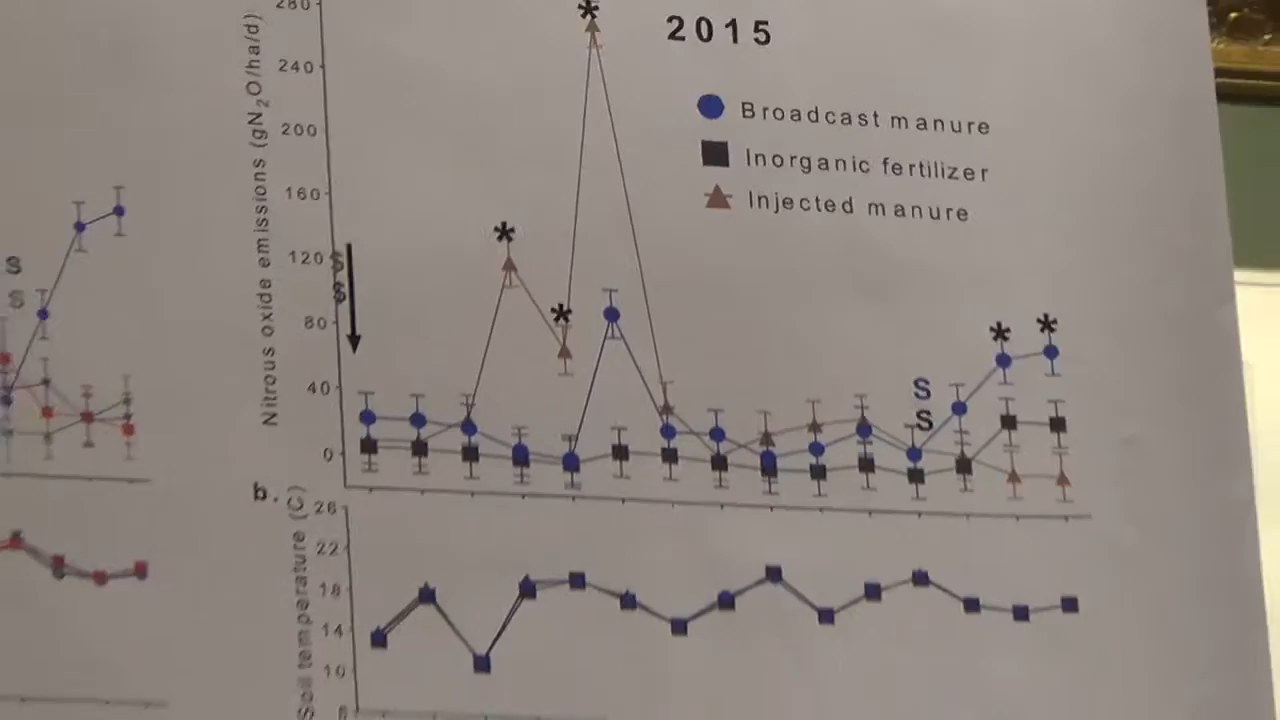 2015
Broadcast manure
Inorganic fertilizer
Injected manure
Nitrous oxide emissions (gN₂O/ha/d)
280
240
200
160
120
80
40
0
*
*
*
*
*
S
S
S
S
b.
Soil temperature (C)
26
22
18
14
10